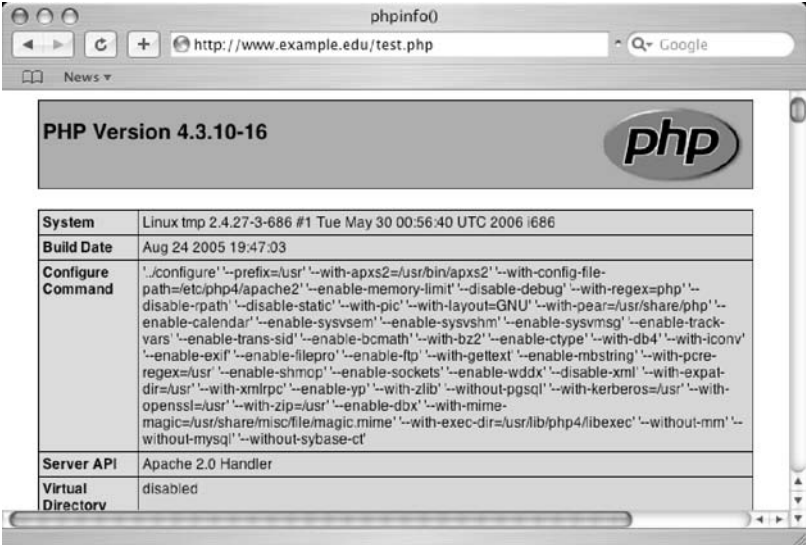 phpinfo()
http://www.example.edu/test.php
Google
News
PHP Version 4.3.10-16
php
System
Linux tmp 2.4.27-3-686 #1 Tue May 30 00:56:40 UTC 2006 i686
Build Date
Aug 24 2005 19:47:03
Configure
Command
'../configure' '--prefix=/usr' '--with-apxs2=/usr/bin/apxs2' '--with-config-file-
path=/etc/php4/apache2' '--enable-memory-limit' '--disable-debug' '--with-regex=php' '--
disable-rpath' '--disable-static' '--with-pic' '--with-layout=GNU' '--with-pear=/usr/share/php' '--
enable-calendar' '--enable-sysvsem' '--enable-sysvshm' '--enable-sysvmsg' '--enable-track-
vars' '--enable-trans-sid' '--enable-bcmath' '--with-bz2' '--enable-ctype' '--with-db4' '--with-iconv'
'--enable-exif' '--enable-filepro' '--enable-ftp' '--with-gettext' '--enable-mbstring' '--with-pcre-
regex=/usr' '--enable-shmop' '--enable-sockets' '--enable-wddx' '--disable-xml' '--with-expat-
dir=/usr' '--with-xmlrpc' '--enable-yp' '--with-zlib' '--without-pgsql' '--with-kerberos=/usr' '--with-
openssl=/usr' '--with-zip=/usr' '--enable-dbx' '--with-mime-
magic=/usr/share/misc/file/magic.mime' '--with-exec-dir=/usr/lib/php4/libexec' '--without-mm' '--
without-mysql' '--without-sybase-ct'
Server API
Apache 2.0 Handler
Virtual
Directory
disabled